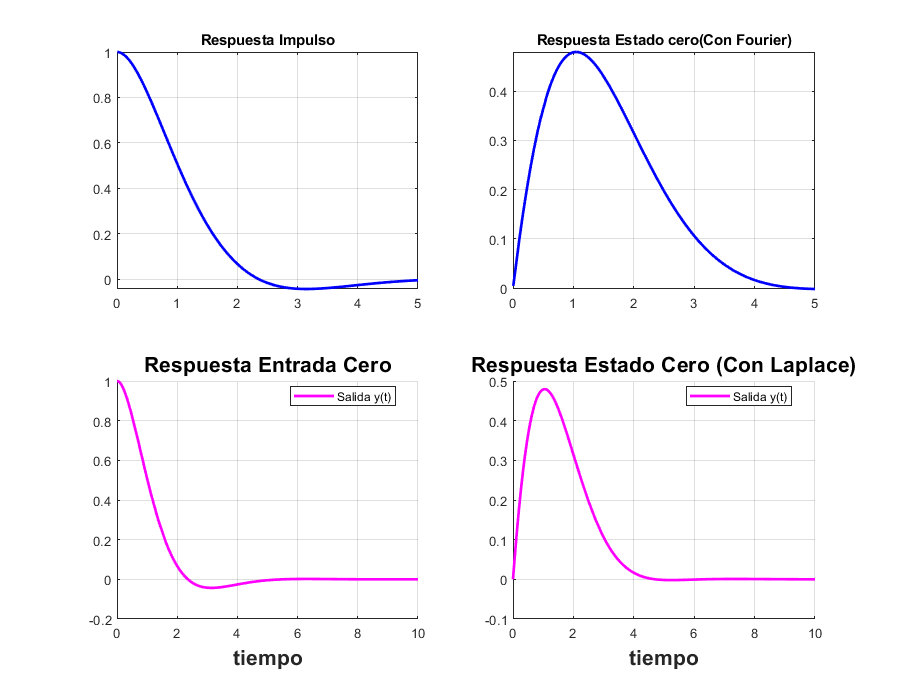 Respuesta Impulso
1
0.8
0.6
0.4
0.2
0
0 1 2 3 4 5
Respuesta Estado cero(Con Fourier)
0.4
0.3
0.2
0.1
0
0 1 2 3 4 5
Respuesta Entrada Cero
Salida y(t)
1
0.8
0.6
0.4
0.2
0
-0.2
0 2 4 6 8 10
tiempo
Respuesta Estado Cero (Con Laplace)
Salida y(t)
0.5
0.4
0.3
0.2
0.1
0
-0.1
0 2 4 6 8 10
tiempo